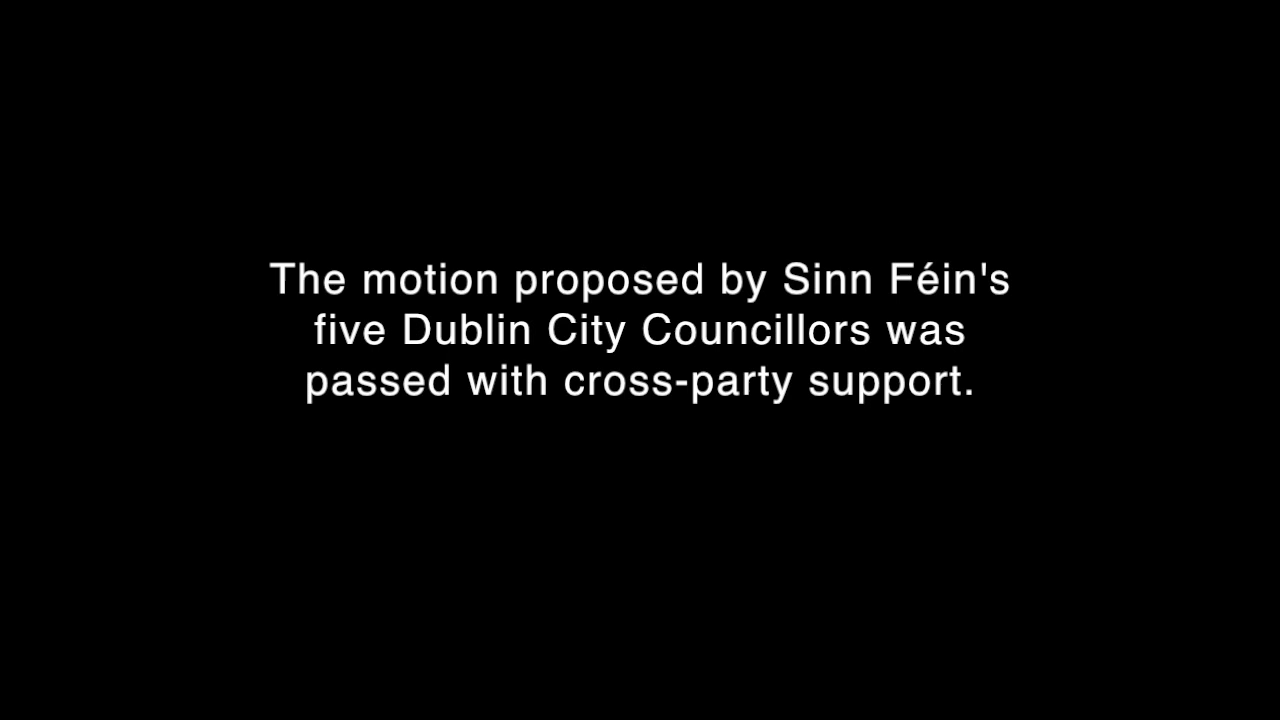 The motion proposed by Sinn Féin's
five Dublin City Councillors was
passed with cross-party support.